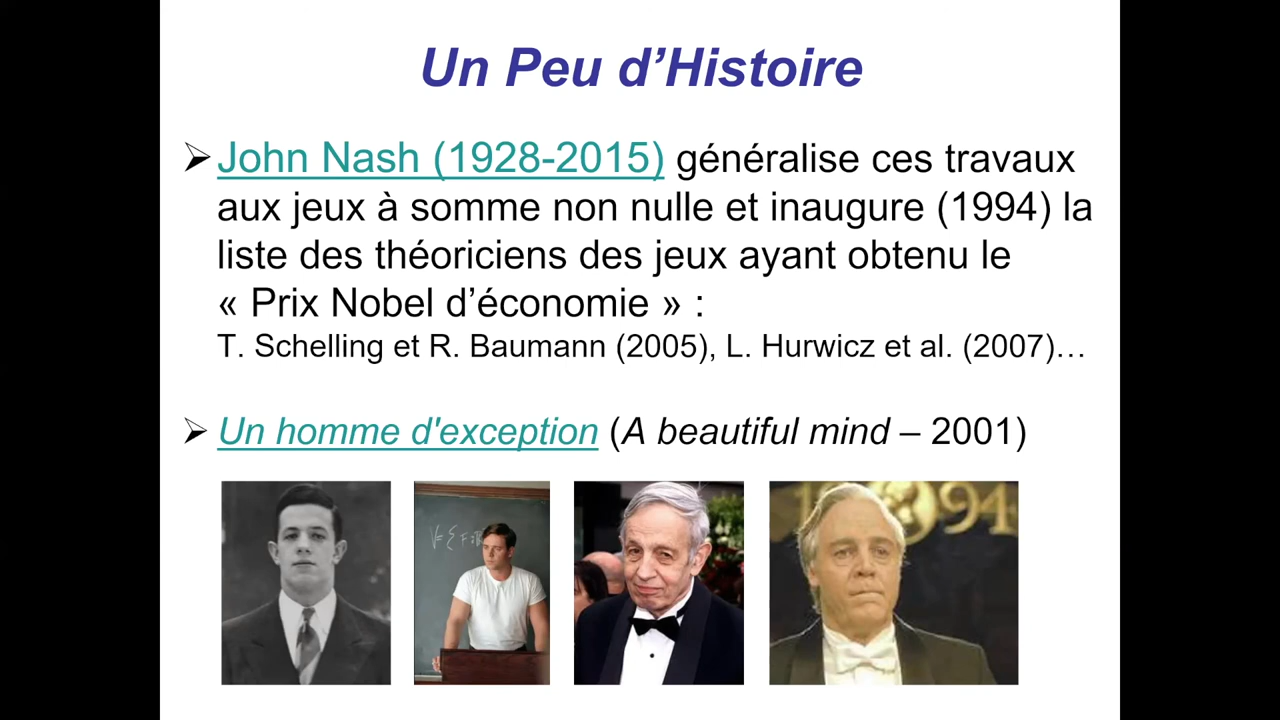 Un Peu d’Histoire
➢ John Nash (1928-2015) généralise ces travaux
aux jeux à somme non nulle et inaugure (1994) la
liste des théoriciens des jeux ayant obtenu le
« Prix Nobel d’économie » :
T. Schelling et R. Baumann (2005), L. Hurwicz et al. (2007)…
➢ Un homme d'exception (A beautiful mind – 2001)
1994